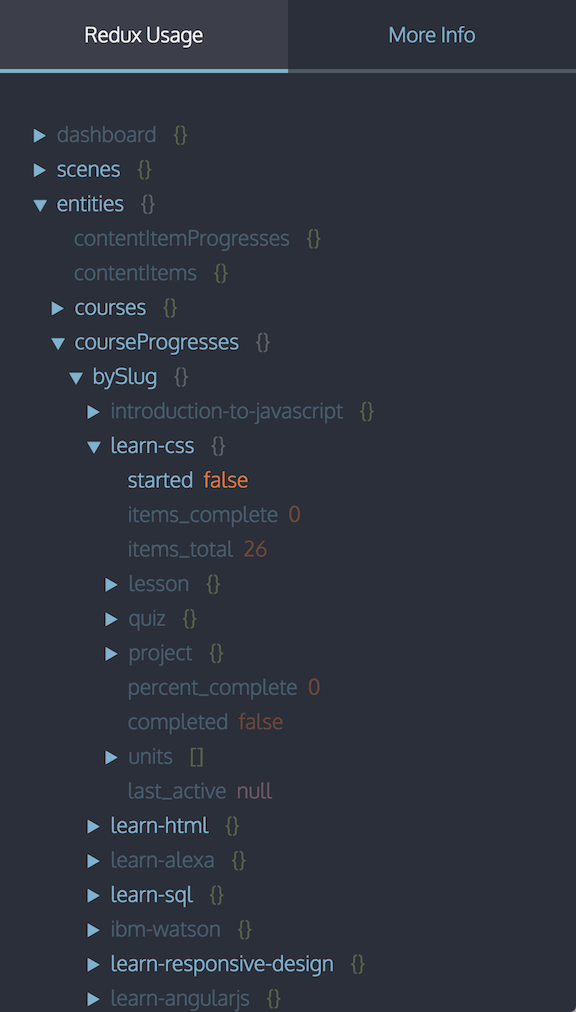 Redux Usage More Info
dashboard {}
scenes {}
entities {}
contentItemProgresses {}
contentItems {}
courses {}
courseProgresses {}
bySlug {}
introduction-to-javascript {}
learn-css {}
started false
items_complete 0
items_total 26
lesson {}
quiz {}
project {}
percent_complete 0
completed false
units []
last_active null
learn-html {}
learn-alexa {}
learn-sql {}
ibm-watson {}
learn-responsive-design {}
learn-angularjs {}